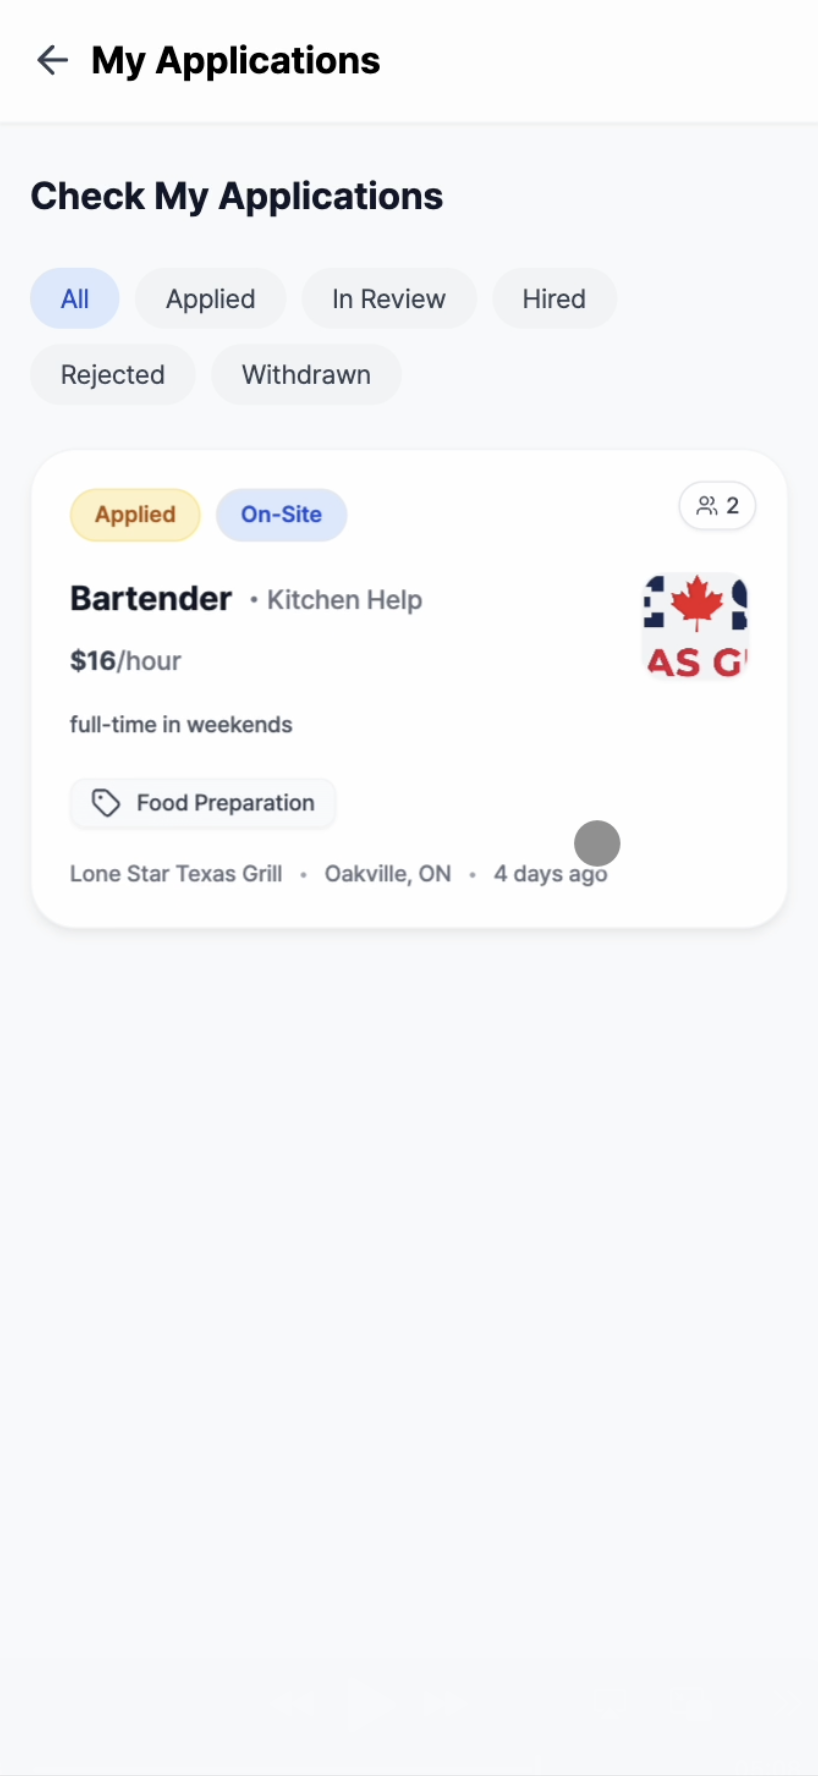 My Applications
Check My Applications
All
Applied
In Review
Hired
Rejected
Withdrawn
Applied
On-Site
2
Bartender • Kitchen Help
$16/hour
AS G
full-time in weekends
Food Preparation
Lone Star Texas Grill • Oakville, ON • 4 days ago